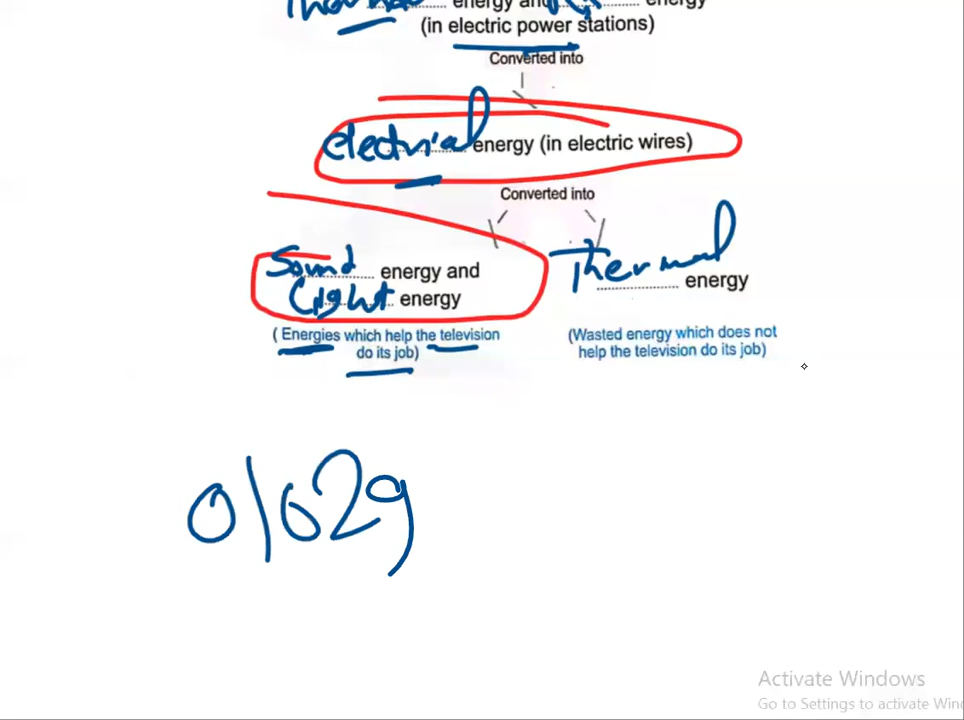 energy and
energy
(in electric power stations)
Converted into
electrical energy (in electric wires)
Converted into
Sound energy and
Light energy
Thermal energy
( Energies which help the television
do its job)
(Wasted energy which does not
help the television do its job)
01029
Activate Windows
Go to Settings to activate Win